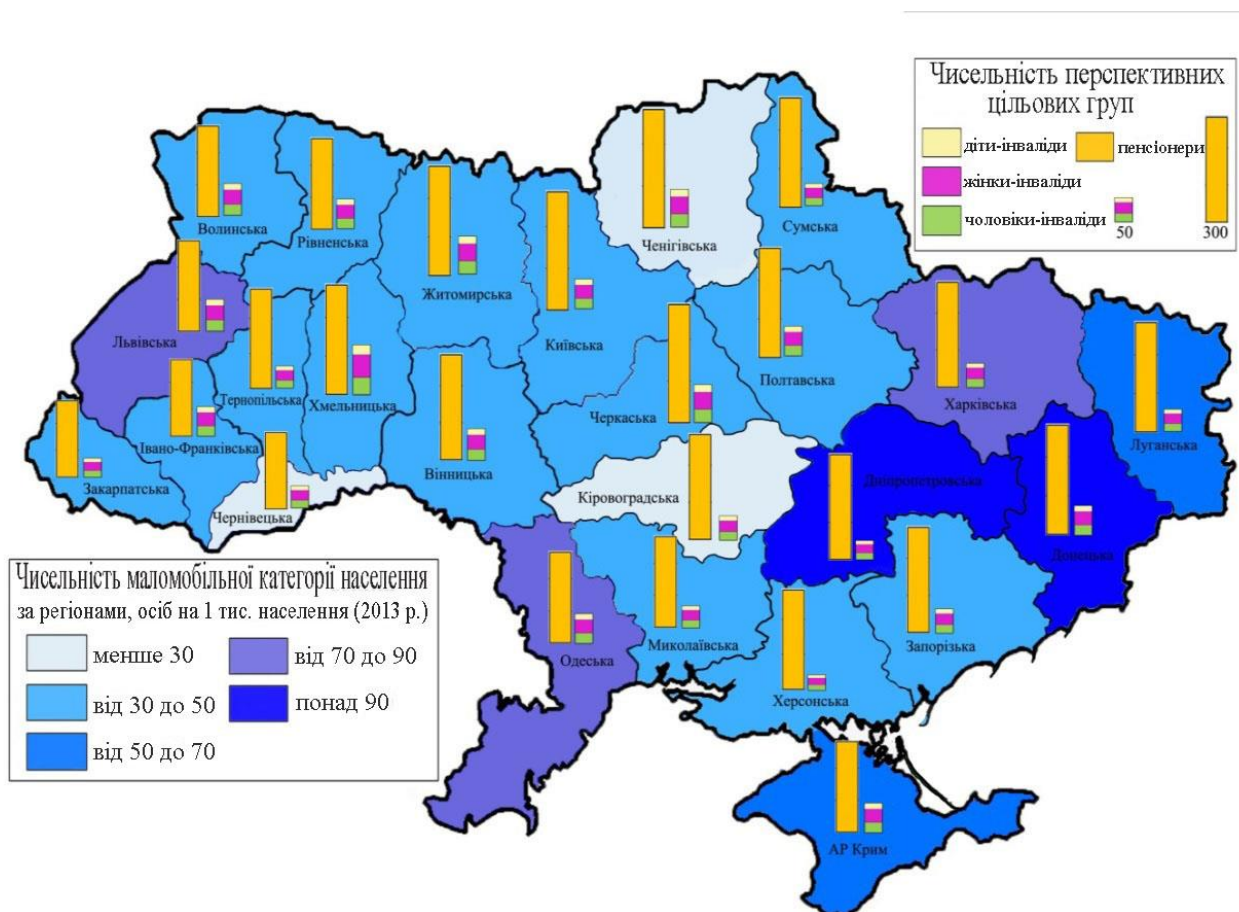 Чисельність перспективних
цільових груп
діти-інваліди
пенсіонери
жінки-інваліди
чоловіки-інваліди
50
300
Волинська
Рівненська
Житомирська
Київська
Ченігівська
Сумська
Львівська
Тернопільська
Хмельницька
Вінницька
Черкаська
Полтавська
Харківська
Луганська
Закарпатська
Івано-Франківська
Чернівецька
Кіровоградська
Дніпропетровська
Донецька
Одеська
Миколаївська
Херсонська
Запорізька
АР Крим
Чисельність маломобільної категорії населення
за регіонами, осіб на 1 тис. населення (2013 р.)
менше 30
від 70 до 90
від 30 до 50
понад 90
від 50 до 70